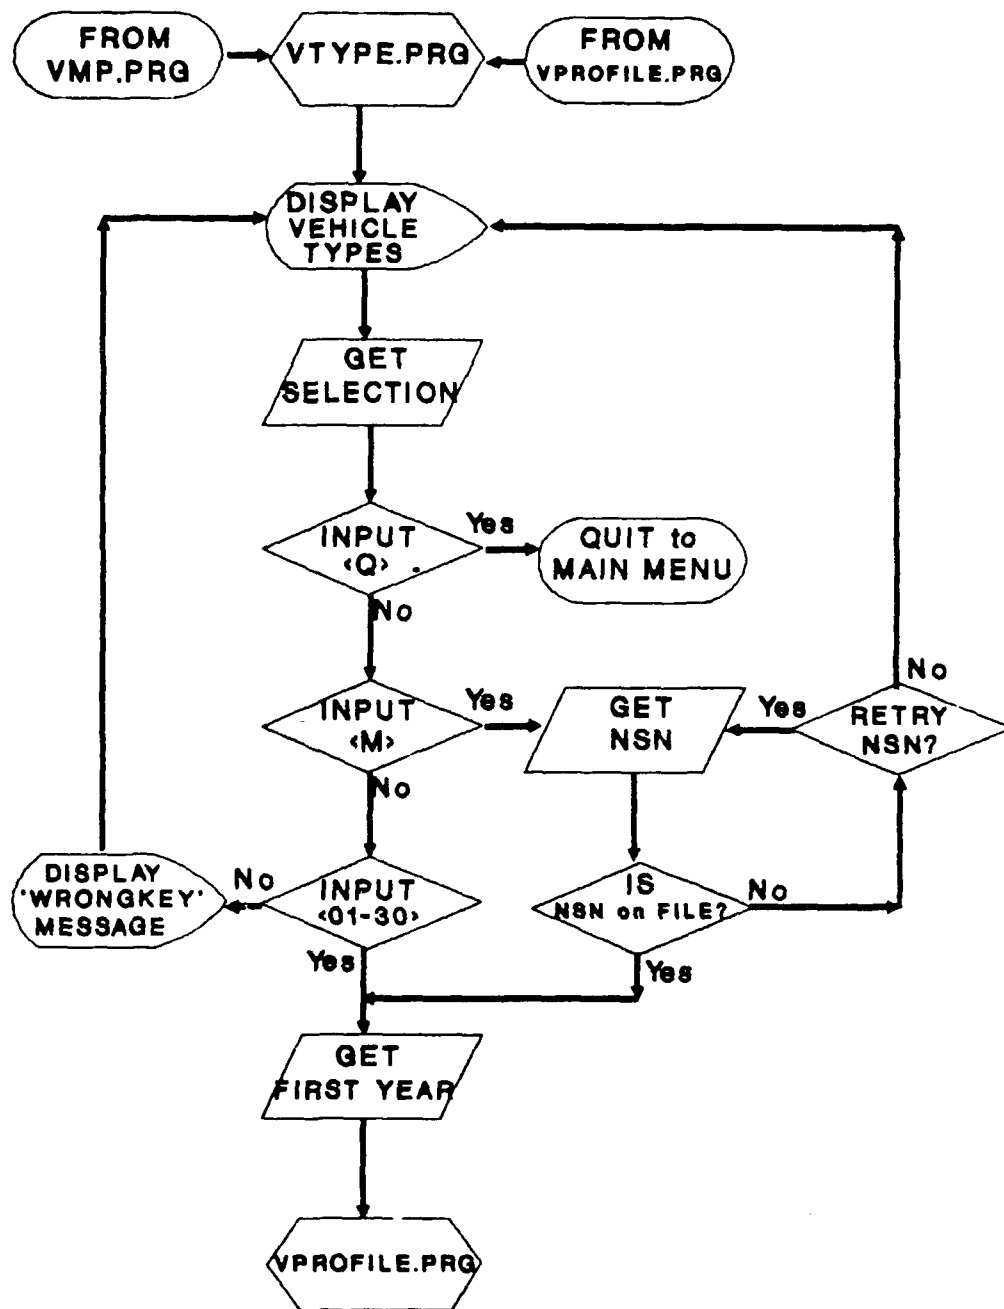 FROM
VMP.PRG
VTYPE.PRG
FROM
VPROFILE.PRG
DISPLAY
VEHICLE
TYPES
GET
SELECTION
INPUT
<Q>
Yes
QUIT to
MAIN MENU
No
INPUT
<M>
Yes
GET
NSN
Yes
RETRY
NSN?
No
No
DISPLAY
'WRONGKEY'
MESSAGE
No
INPUT
<01-30>
IS
NSN on FILE?
No
Yes
Yes
GET
FIRST YEAR
VPROFILE.PRG